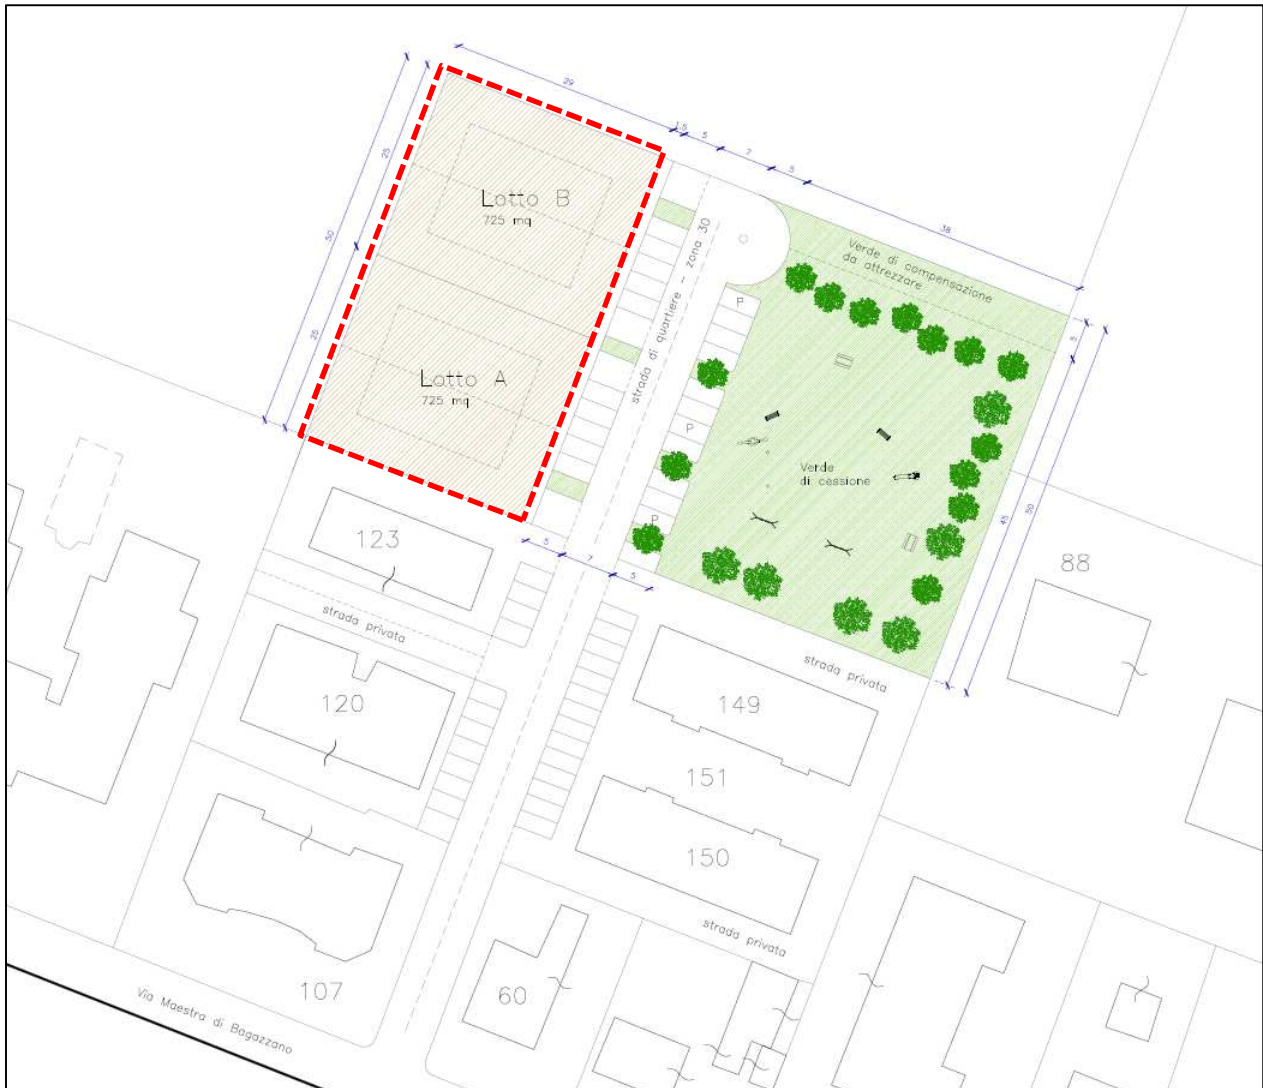 29
1.5
5
7
5
38
25
50
25
Lotto B
725 mq
Lotto A
725 mq
strada di quartiere - zona 30
P
P
P
Verde di compensazione
da attrezzare
Verde
di cessione
5
45
50
5
7
5
123
strada privata
120
107
88
strada privata
149
151
150
strada privata
60
Via Maestra di Bagazzano